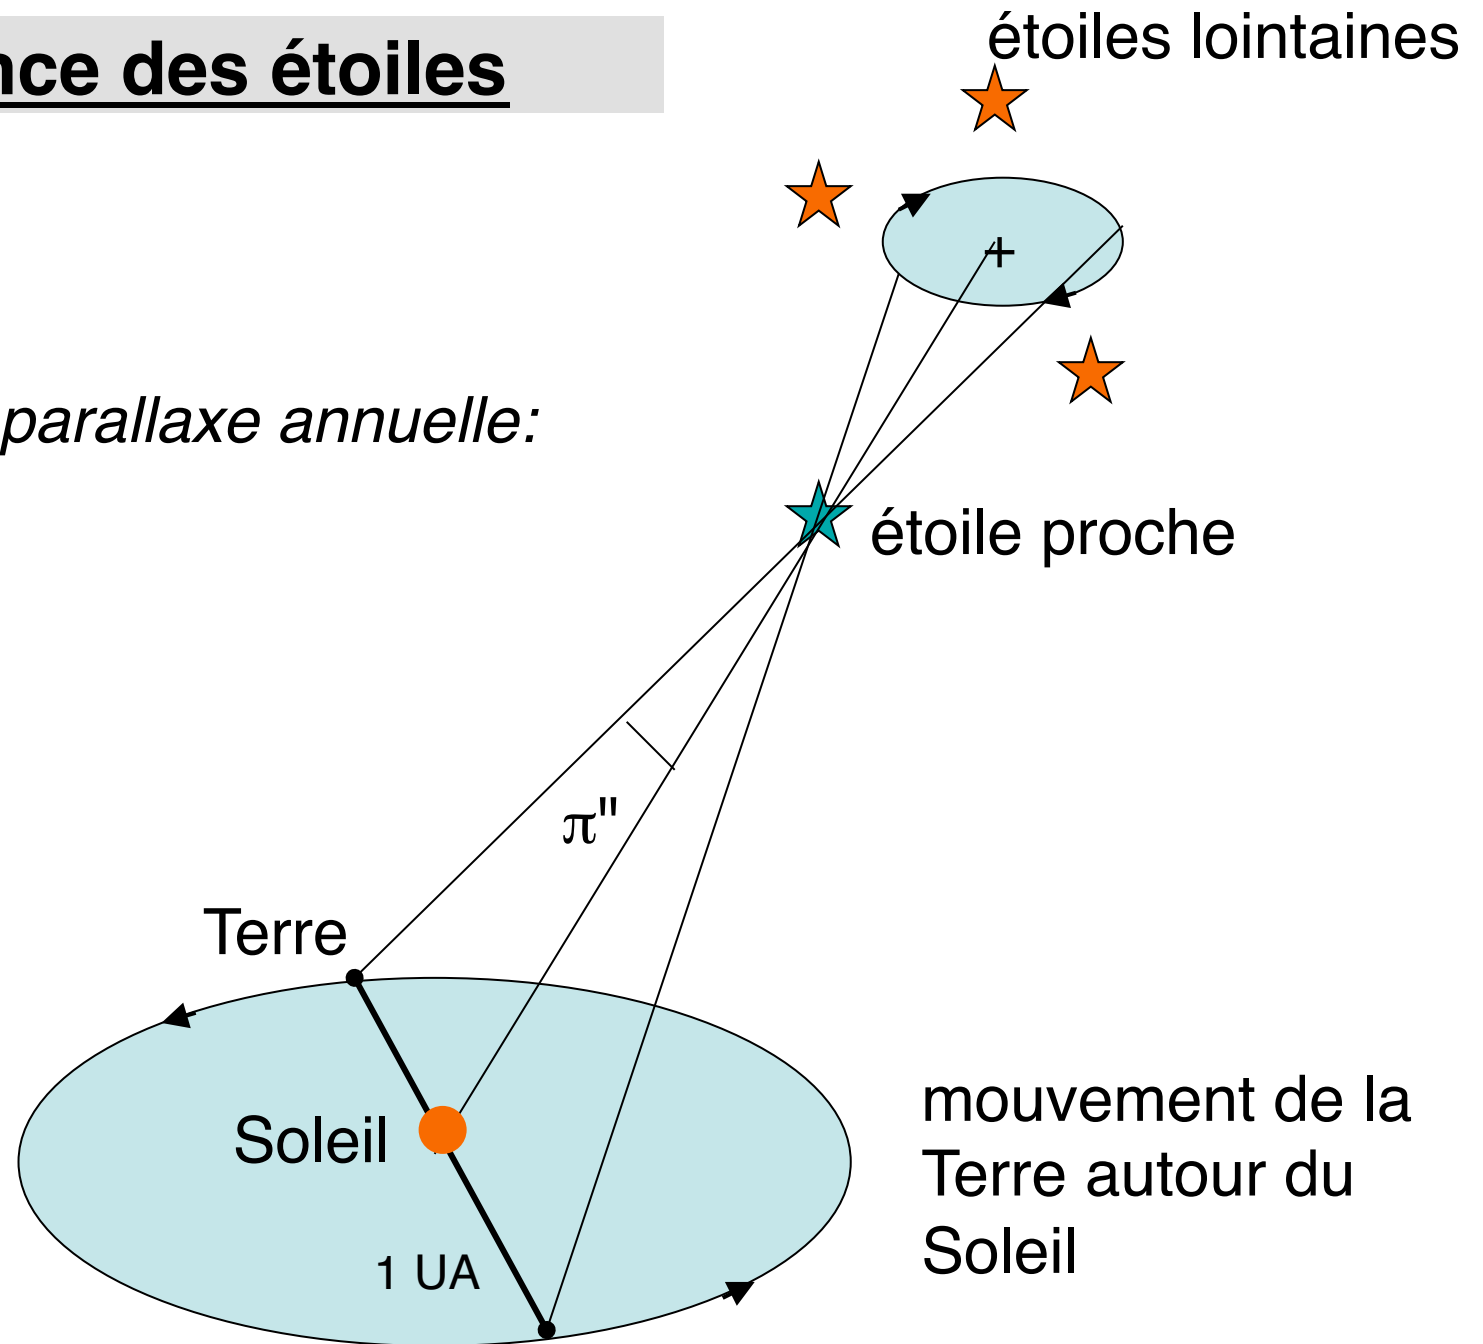 étoiles lointaines
nce des étoiles
+
parallaxe annuelle:
étoile proche
π"
Terre
Soleil
1 UA
mouvement de la
Terre autour du
Soleil